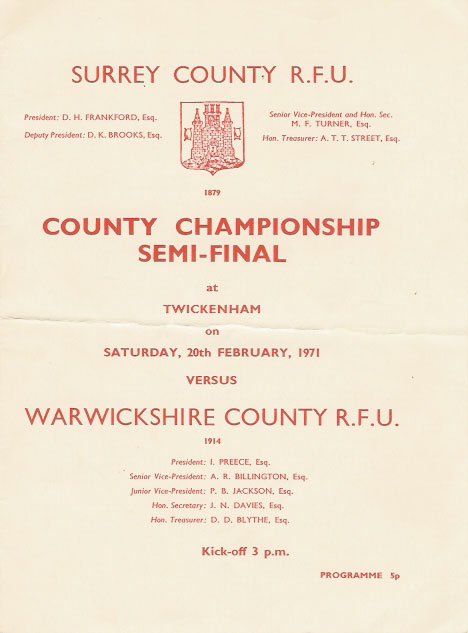 SURREY COUNTY R.F.U.
President: D. H. FRANKFORD, Esq.
Deputy President: D. K. BROOKS, Esq.
Senior Vice-President and Hon. Sec.
M. F. TURNER, Esq.
Hon. Treasurer: A. T. T. STREET, Esq.
1879
COUNTY CHAMPIONSHIP
SEMI-FINAL
at
TWICKENHAM
on
SATURDAY, 20th FEBRUARY, 1971
VERSUS
WARWICKSHIRE COUNTY R.F.U.
1914
President: I. PREECE, Esq.
Senior Vice-President: A. R. BILLINGTON, Esq.
Junior Vice-President: P. B. JACKSON, Esq.
Hon. Secretary: J. N. DAVIES, Esq.
Hon. Treasurer: D. D. BLYTHE, Esq.
Kick-off 3 p.m.
PROGRAMME 5p